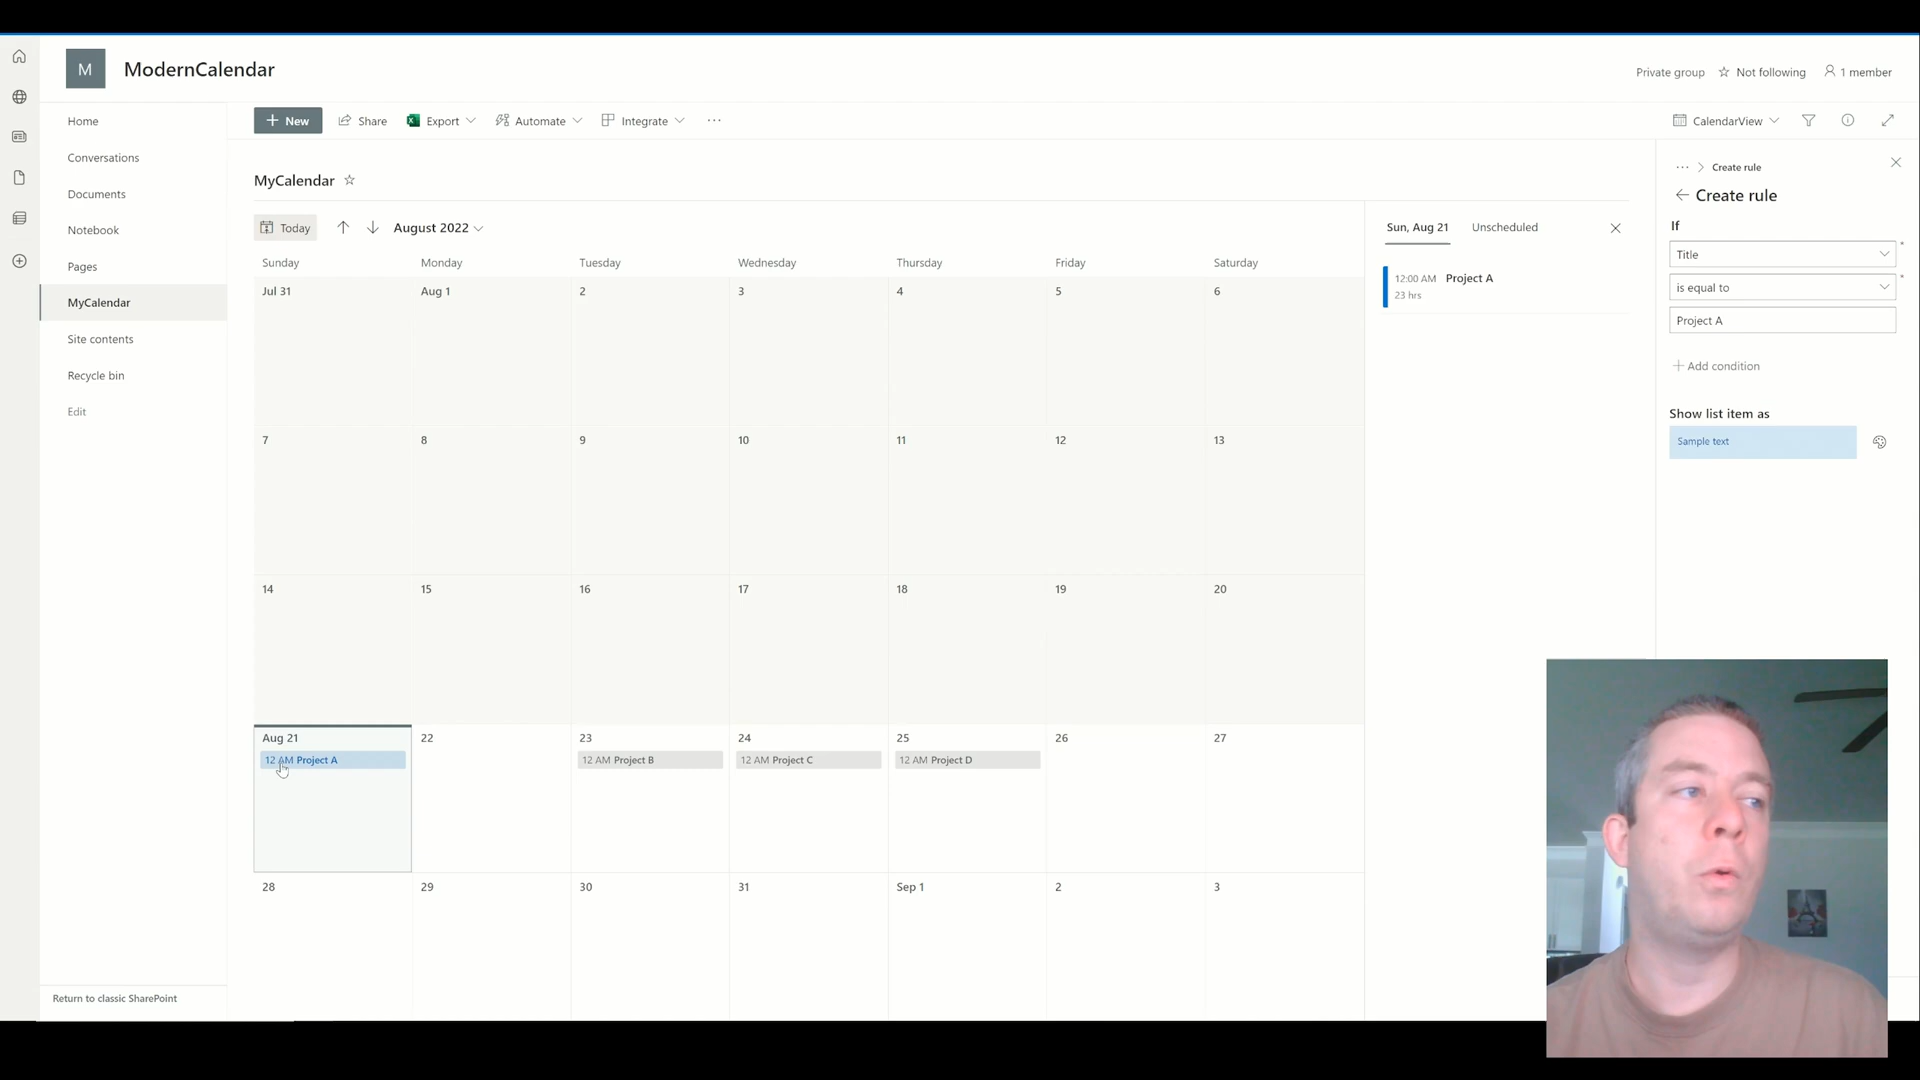 M
ModernCalendar
Private group
Not following
1 member
Home
Conversations
Documents
Notebook
Pages
MyCalendar
Site contents
Recycle bin
Edit
Return to classic SharePoint
New
Share
Export
Automate
Integrate
CalendarView
MyCalendar
Today
August 2022
Sunday Monday Tuesday Wednesday Thursday Friday Saturday
Jul 31 Aug 1 2 3 4 5 6
7 8 9 10 11 12 13
14 15 16 17 18 19 20
Aug 21 22 23 24 25 26 27
12 AM Project A 12 AM Project B 12 AM Project C 12 AM Project D
28 29 30 31 Sep 1 2 3
Sun, Aug 21 Unscheduled
12:00 AM Project A
23 hrs
... > Create rule
Create rule
If
Title *
is equal to *
Project A
Add condition
Show list item as
Sample text